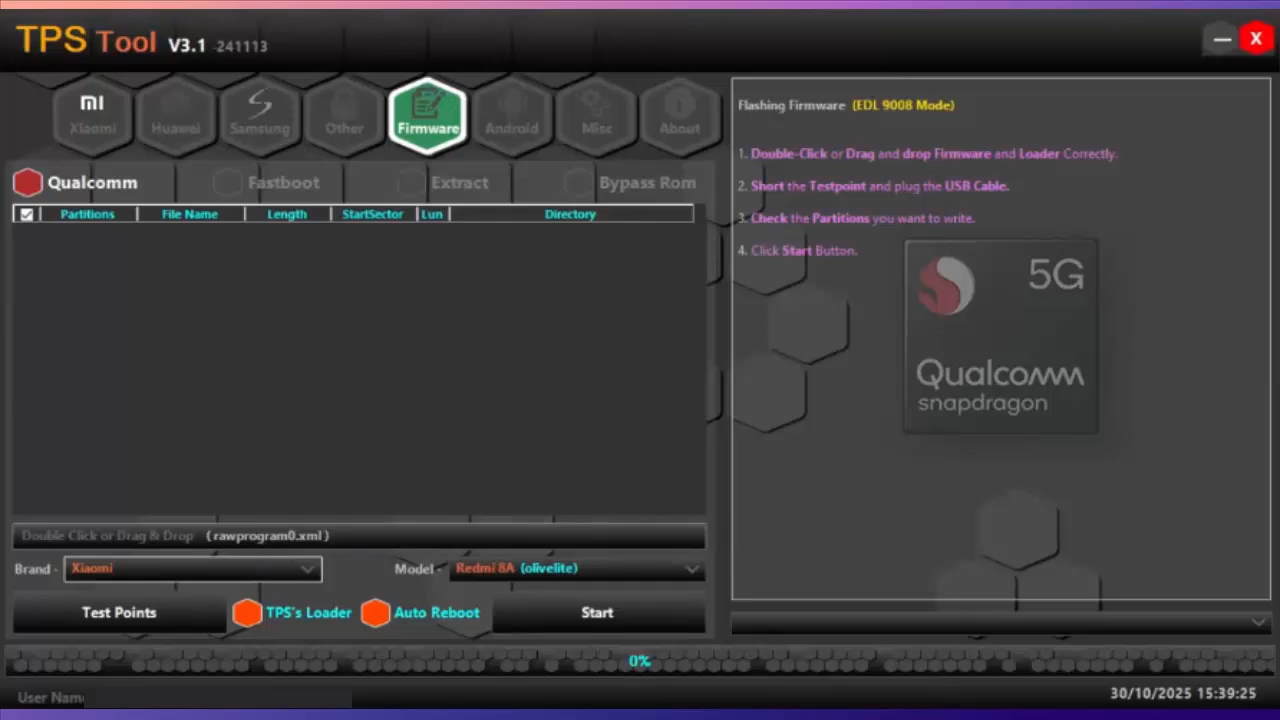 TPS Tool V3.1 -241113
X
MI
Xiaomi
Huawei
Samsung
Other
Firmware
Android
Misc
About
Qualcomm
Fastboot
Extract
Bypass Rom
Partitions
File Name
Length
StartSector
Lun
Directory
Double Click or Drag & Drop (rawprogram0.xml)
Brand - Xiaomi
Model - Redmi 8A (olivelite)
Test Points
TPS's Loader
Auto Reboot
Start
Flashing Firmware (EDL 9008 Mode)
1. Double-Click or Drag and drop Firmware and Loader Correctly.
2. Short the Testpoint and plug the USB Cable.
3. Check the Partitions you want to write.
4. Click Start Button.
5G
Qualcomm
snapdragon
0%
User Name
30/10/2025 15:39:25